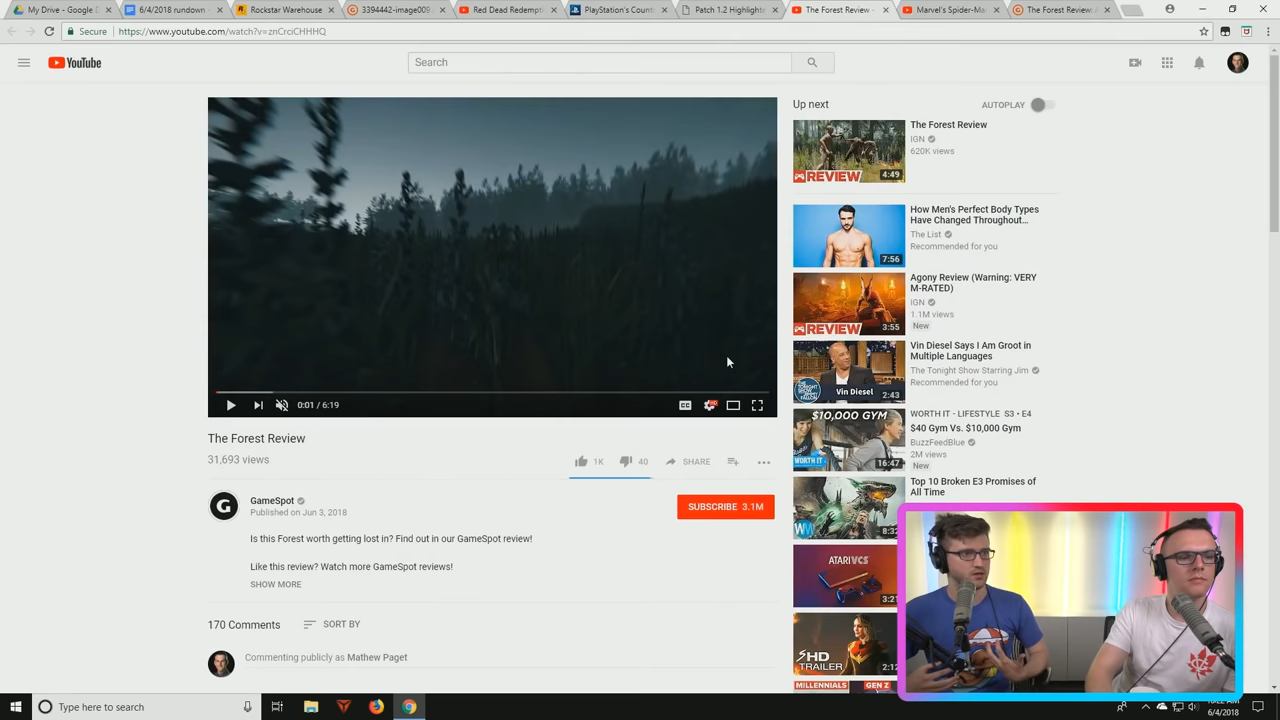 My Drive - Google D
6/4/2018 rundown -
Rockstar Warehouse
3394442-image009
Red Dead Redempti
PlayStation's Count
Patch 1.2 Highlighte
The Forest Review -
Marvel's Spider-Ma
The Forest Review:
Secure
https://www.youtube.com/watch?v=znCrciCHHHQ
YouTube
Search
Up next
AUTOPLAY
The Forest Review
IGN
620K views
REVIEW
4:49
How Men's Perfect Body Types
Have Changed Throughout...
The List
Recommended for you
7:56
Agony Review (Warning: VERY
M-RATED)
IGN
1.1M views
New
REVIEW
3:55
Vin Diesel Says I Am Groot in
Multiple Languages
The Tonight Show Starring Jim
Recommended for you
Vin Diesel
2:43
WORTH IT - LIFESTYLE S3 • E4
$40 Gym Vs. $10,000 Gym
BuzzFeedBlue
2M views
New
$10,000 GYM
WORTH IT
16:47
Top 10 Broken E3 Promises of
All Time
8:32
ATARI VCS
3:21
HD
TRAILER
2:12
MILLENNIALS
GEN Z
0:01 / 6:19
The Forest Review
31,693 views
1K
40
SHARE
GameSpot
Published on Jun 3, 2018
SUBSCRIBE 3.1M
Is this Forest worth getting lost in? Find out in our GameSpot review!
Like this review? Watch more GameSpot reviews!
SHOW MORE
170 Comments
SORT BY
Commenting publicly as Mathew Paget
Type here to search
6/4/2018